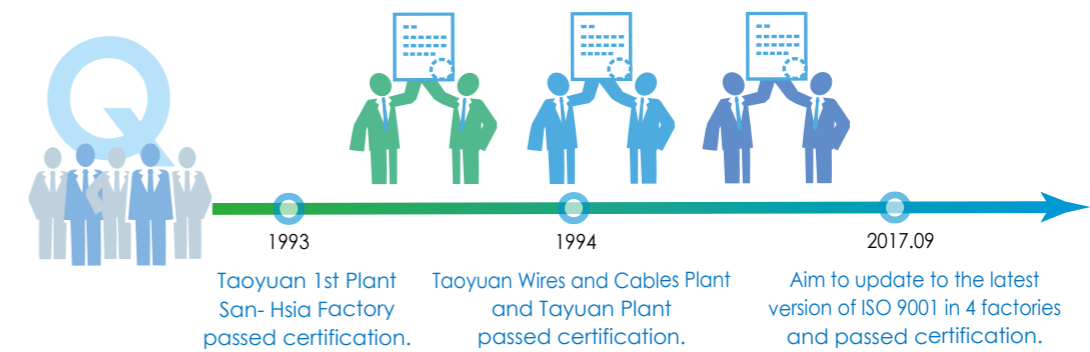 Q
1993
Taoyuan 1st Plant
San- Hsia Factory
passed certification.
1994
Taoyuan Wires and Cables Plant
and Tayuan Plant
passed certification.
2017.09
Aim to update to the latest
version of ISO 9001 in 4 factories
and passed certification.